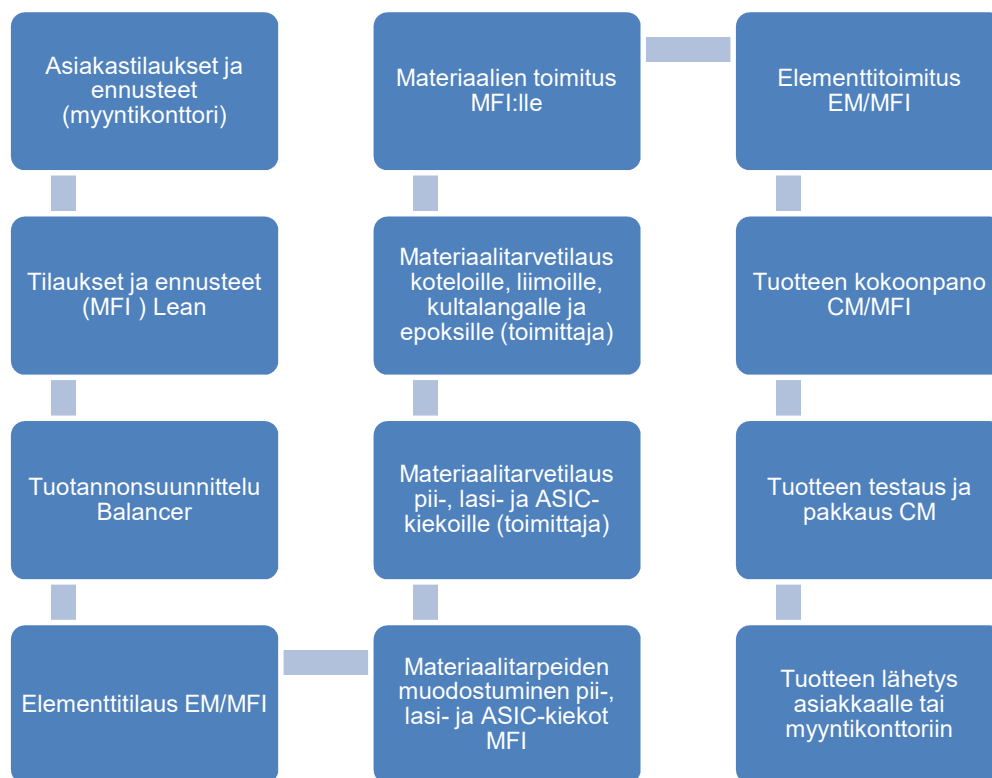 Asiakastilaukset ja
ennusteet
(myyntikonttori)
Tilaukset ja ennusteet
(MFI ) Lean
Tuotannonsuunnittelu
Balancer
Elementtitilaus EM/MFI
Materiaalitarpeiden
muodostuminen pii-,
lasi- ja ASIC-kiekot
MFI
Materiaalitarvetilaus
pii-, lasi- ja ASIC-
kiekoille (toimittaja)
Materiaalitarvetilaus
koteloille, liimoille,
kultalangalle ja
epoksille (toimittaja)
Materiaalien toimitus
MFI:lle
Elementtitoimitus
EM/MFI
Tuotteen kokoonpano
CM/MFI
Tuotteen testaus ja
pakkaus CM
Tuotteen lähetys
asiakkaalle tai
myyntikonttoriin